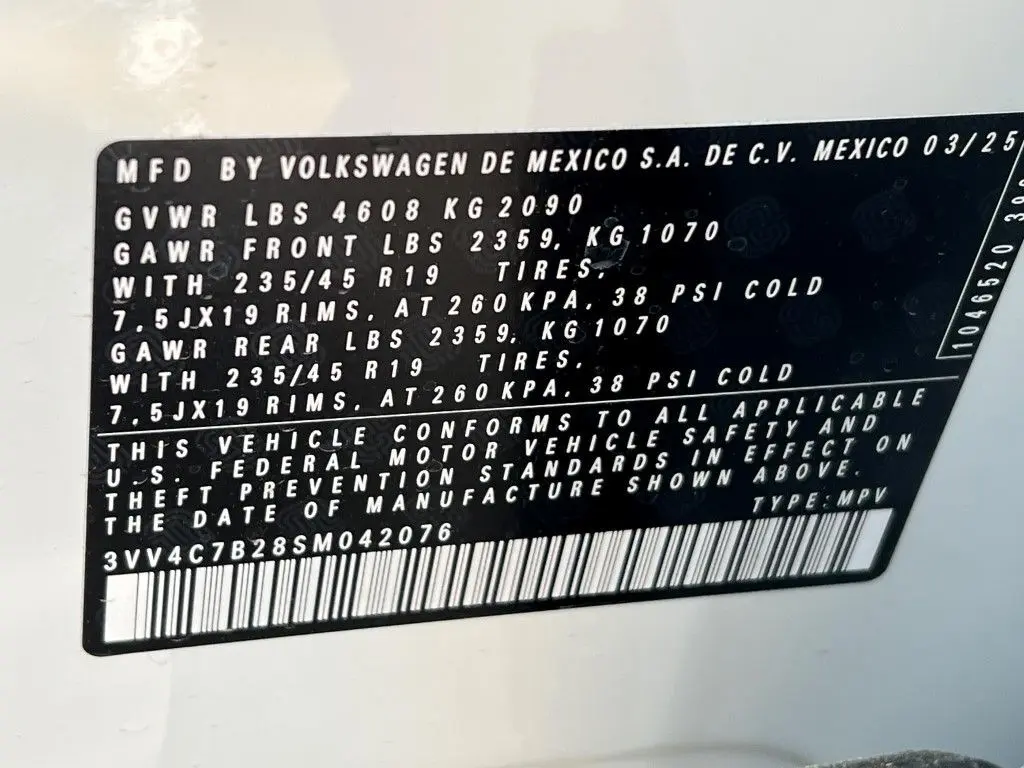 MFD BY VOLKSWAGEN DE MEXICO S.A. DE C.V. MEXICO 03/25
GVWR LBS 4608 KG 2090
GAWR FRONT LBS 2359, KG 1070
WITH 235/45 R19 TIRES,
7,5JX19 RIMS, AT 260 KPA, 38 PSI COLD
GAWR REAR LBS 2359, KG 1070
WITH 235/45 R19 TIRES,
7,5JX19 RIMS, AT 260 KPA, 38 PSI COLD
THIS VEHICLE CONFORMS TO ALL APPLICABLE
U.S. FEDERAL MOTOR VEHICLE SAFETY AND
THEFT PREVENTION STANDARDS IN EFFECT ON
THE DATE OF MANUFACTURE SHOWN ABOVE.
TYPE: MPV
3VV4C7B28SM042076
1046520